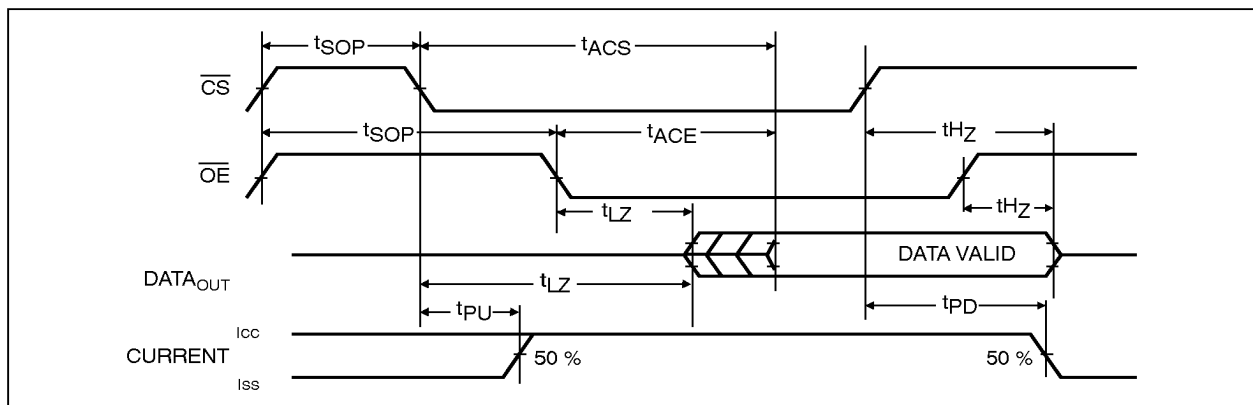 tSOP
tACS
CS
tSOP
tACE
tHZ
OE
tLZ
tHZ
DATA VALID
DATAOUT
tLZ
tPU
tPD
Icc
CURRENT
50 %
50 %
Iss